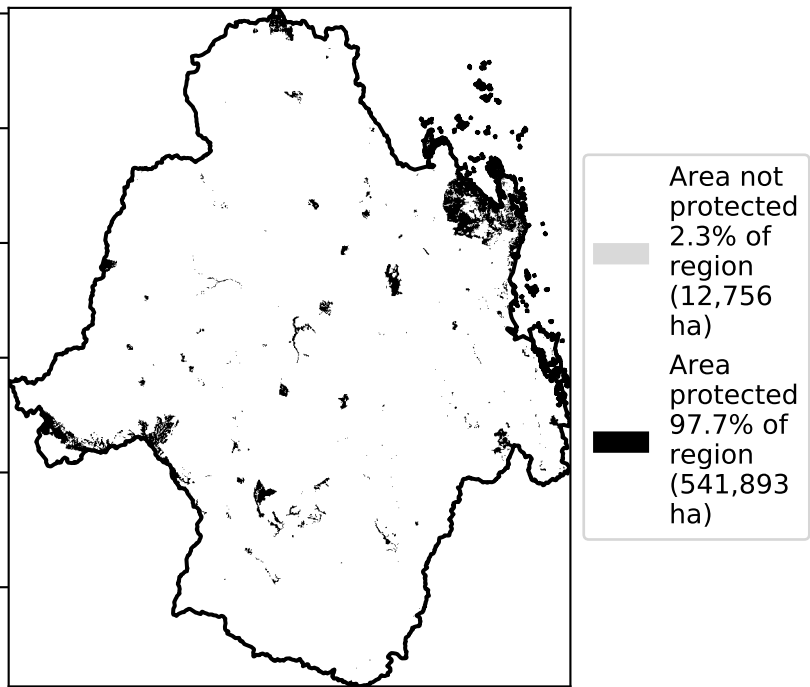 Area not
protected
2.3% of
region
(12,756
ha)
Area
protected
97.7% of
region
(541,893
ha)